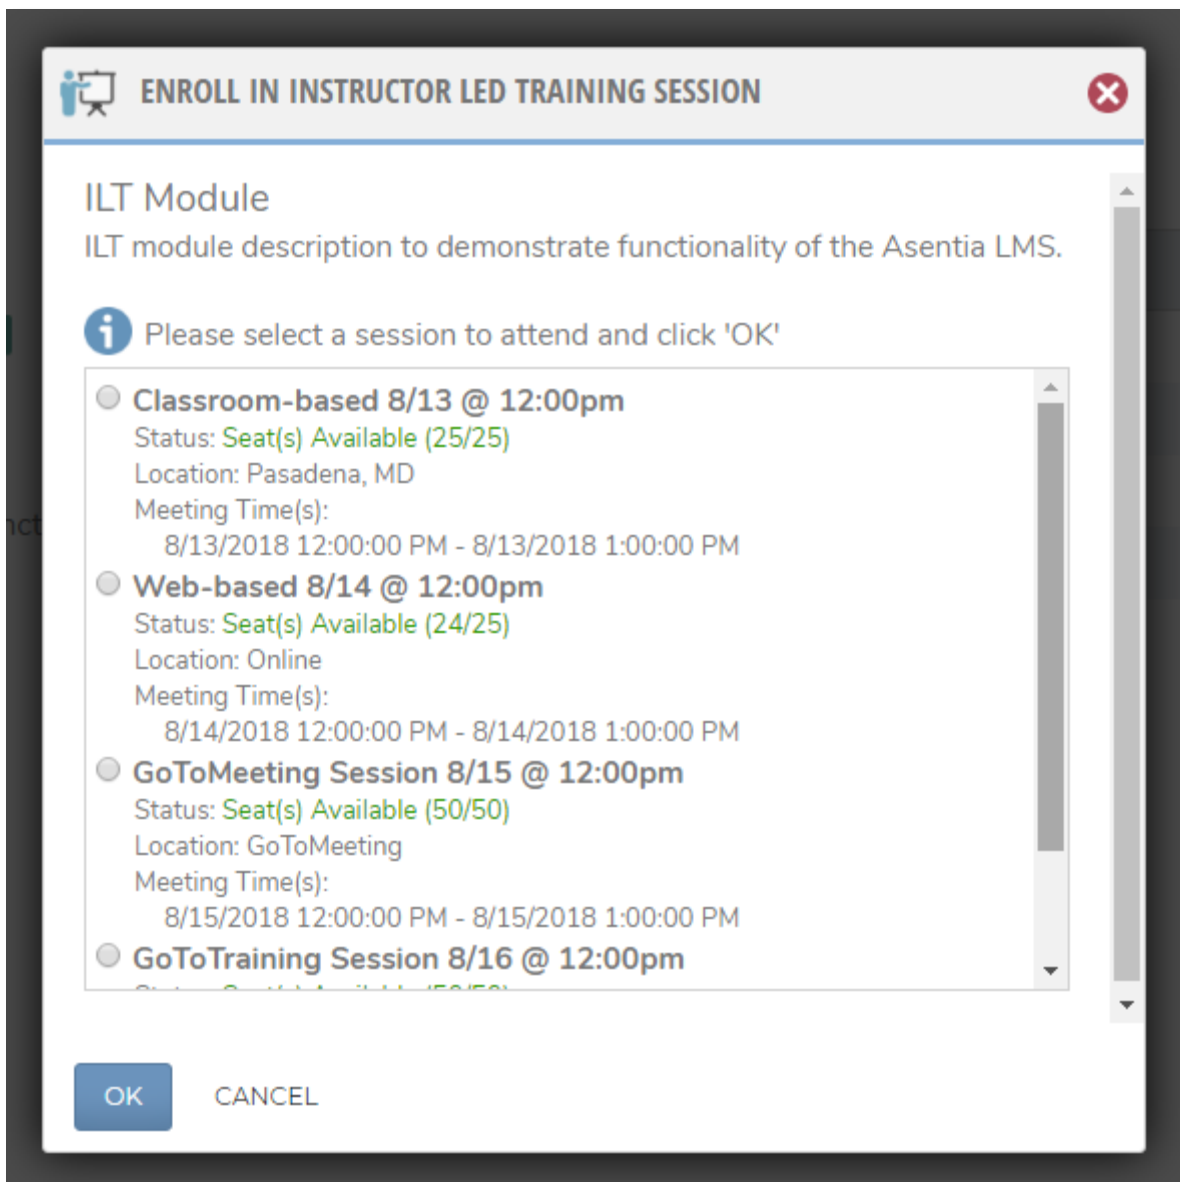 ENROLL IN INSTRUCTOR LED TRAINING SESSION
ILT Module
ILT module description to demonstrate functionality of the Asentia LMS.
Please select a session to attend and click 'OK'
Classroom-based 8/13 @ 12:00pm
Status: Seat(s) Available (25/25)
Location: Pasadena, MD
Meeting Time(s):
8/13/2018 12:00:00 PM - 8/13/2018 1:00:00 PM
Web-based 8/14 @ 12:00pm
Status: Seat(s) Available (24/25)
Location: Online
Meeting Time(s):
8/14/2018 12:00:00 PM - 8/14/2018 1:00:00 PM
GoToMeeting Session 8/15 @ 12:00pm
Status: Seat(s) Available (50/50)
Location: GoToMeeting
Meeting Time(s):
8/15/2018 12:00:00 PM - 8/15/2018 1:00:00 PM
GoToTraining Session 8/16 @ 12:00pm
OK CANCEL